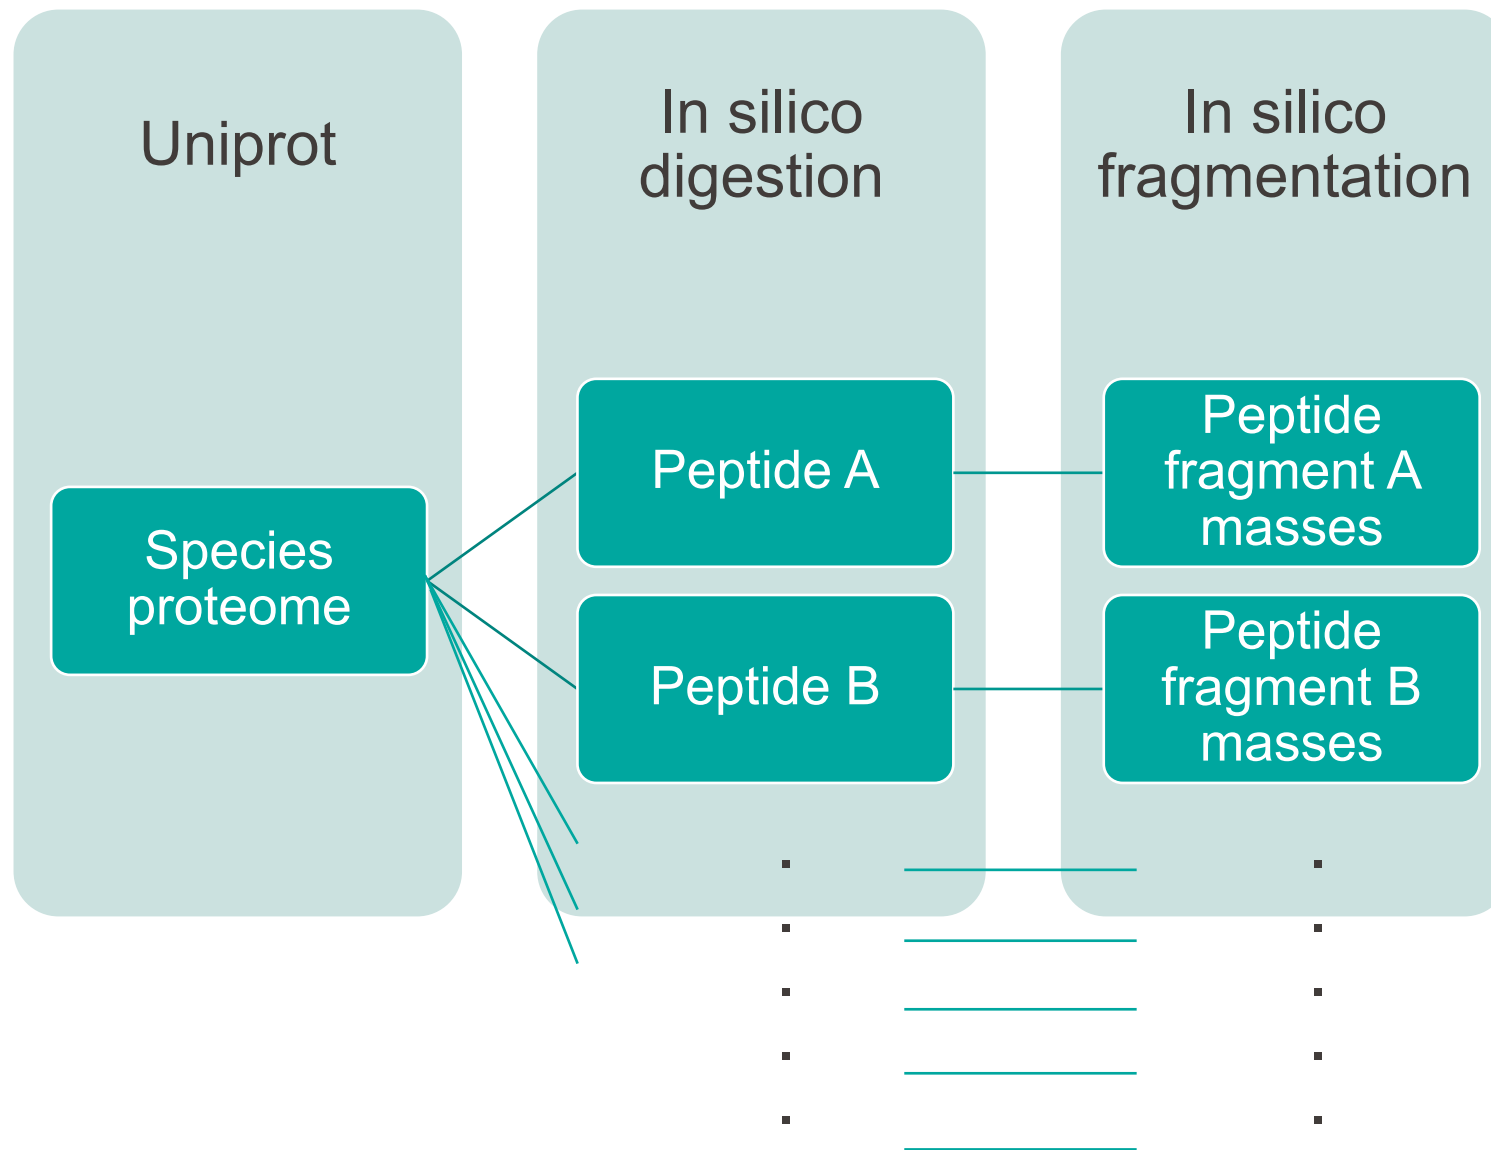 Uniprot
In silico
digestion
In silico
fragmentation
Species
proteome
Peptide A
Peptide
fragment A
masses
Peptide B
Peptide
fragment B
masses